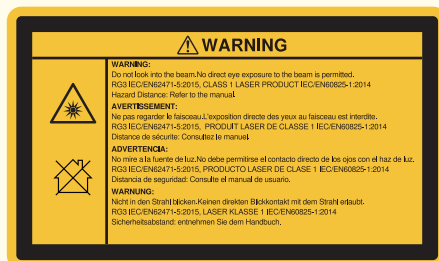 WARNING
WARNING:
Do not look into the beam.No direct eye exposure to the beam is permitted.
RG3 IEC/EN62471-5:2015, CLASS 1 LASER PRODUCT IEC/EN60825-1:2014
Hazard Distance: Refer to the manual.
AVERTISSEMENT:
Ne pas regarder le faisceau.L'exposition directe des yeux au faisceau est interdite.
RG3 IEC/EN62471-5:2015, PRODUIT LASER DE CLASSE 1 IEC/EN60825-1:2014
Distance de sécurite: Consultez le manuel.
ADVERTENCIA:
No mire a la fuente de luz.No debe permitirse el contacto directo de los ojos con el haz de luz.
RG3 IEC/EN62471-5:2015, PRODUCTO LASER DE CLASE 1 IEC/EN60825-1:2014
Distancia de seguridad: Consulte el manual de usuario.
WARNUNG:
Nicht in den Strahl blicken.Keinen direkten Blickkontakt mit dem Strahl erlaubt.
RG3 IEC/EN62471-5:2015, LASER KLASSE 1 IEC/EN60825-1:2014
Sicherheitsabstand: entnehmen Sie dem Handbuch.